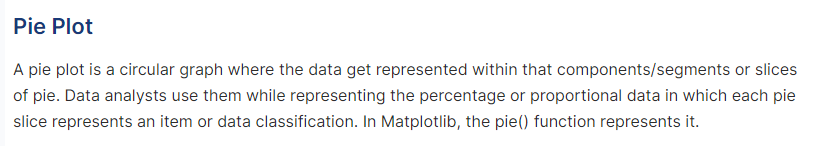 Pie Plot
A pie plot is a circular graph where the data get represented within that components/segments or slices
of pie. Data analysts use them while representing the percentage or proportional data in which each pie
slice represents an item or data classification. In Matplotlib, the pie() function represents it.